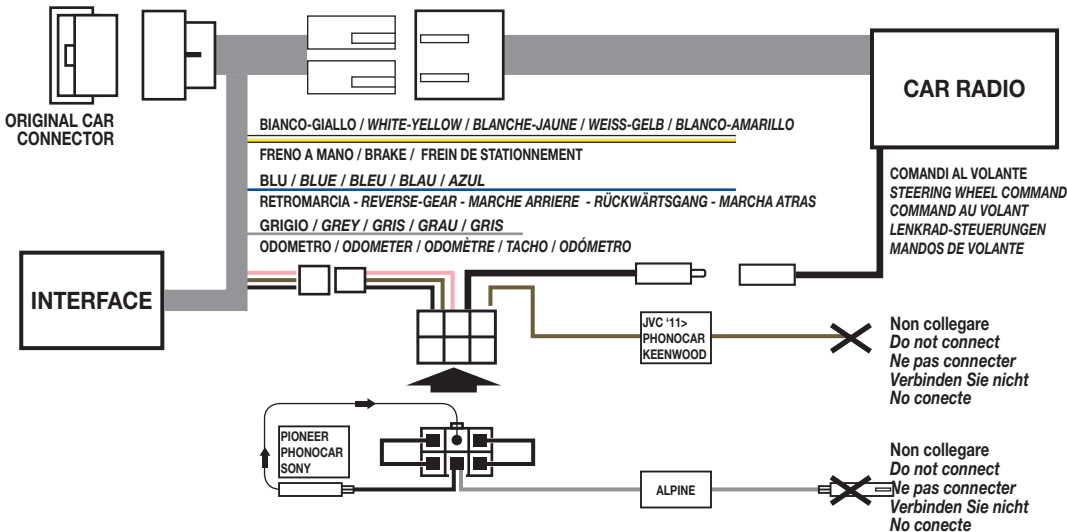 ORIGINAL CAR
CONNECTOR
CAR RADIO
BIANCO-GIALLO / WHITE-YELLOW / BLANCHE-JAUNE / WEISS-GELB / BLANCO-AMARILLO
FRENO A MANO / BRAKE / FREIN DE STATIONNEMENT
BLU / BLUE / BLEU / BLAU / AZUL
RETROMARCIA - REVERSE-GEAR - MARCHE ARRIERE - RÜCKWÄRTSGANG - MARCHA ATRAS
GRIGIO / GREY / GRIS / GRAU / GRIS
ODOMETRO / ODOMETER / ODOMÈTRE / TACHO / ODÓMETRO
COMANDI AL VOLANTE
STEERING WHEEL COMMAND
COMMAND AU VOLANT
LENKRAD-STEUERUNGEN
MANDOS DE VOLANTE
INTERFACE
JVC '11>
PHONOCAR
KEENWOOD
Non collegare
Do not connect
Ne pas connecter
Verbinden Sie nicht
No conecte
PIONEER
PHONOCAR
SONY
ALPINE
Non collegare
Do not connect
Ne pas connecter
Verbinden Sie nicht
No conecte